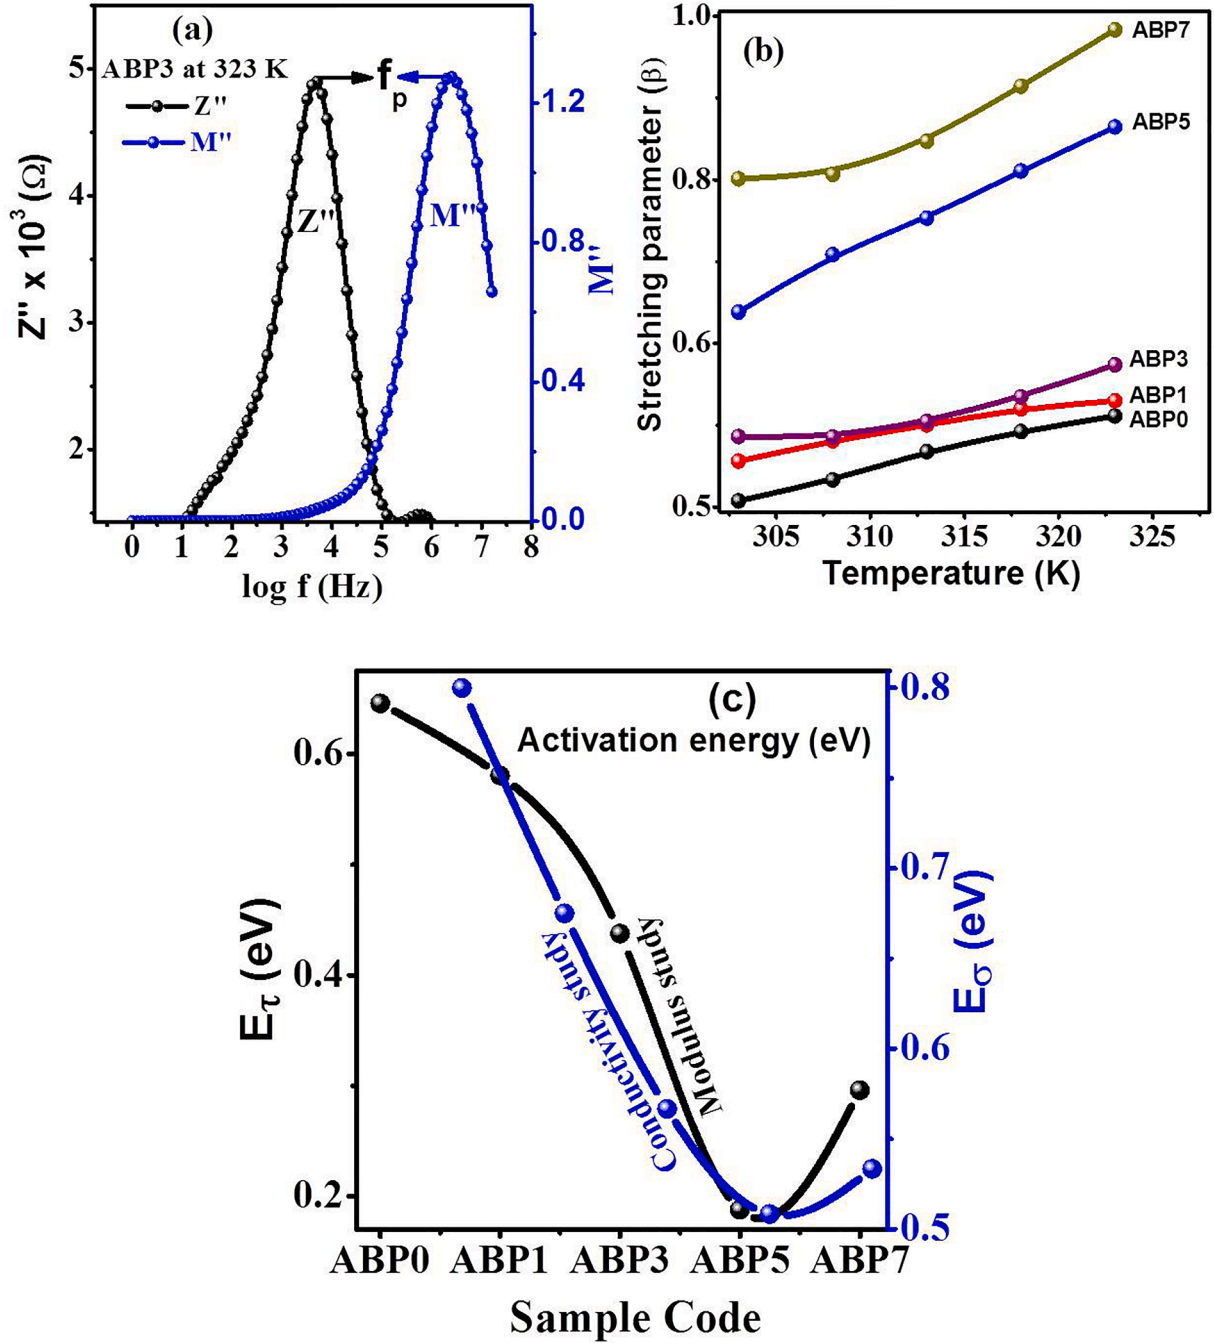 (a)
ABP3 at 323 K
Z''
M''
f
p
Z''
M''
5
4
3
2
Z'' x 10³ (Ω)
1.2
0.8
0.4
0.0
M''
0 1 2 3 4 5 6 7 8
log f (Hz)
(b)
1.0
0.8
0.6
0.5
Stretching parameter (β)
ABP7
ABP5
ABP3
ABP1
ABP0
305 310 315 320 325
Temperature (K)
(c)
Activation energy (eV)
0.6
0.4
0.2
Eτ (eV)
0.8
0.7
0.6
0.5
Eσ (eV)
Conductivity study
Modulus study
ABP0 ABP1 ABP3 ABP5 ABP7
Sample Code